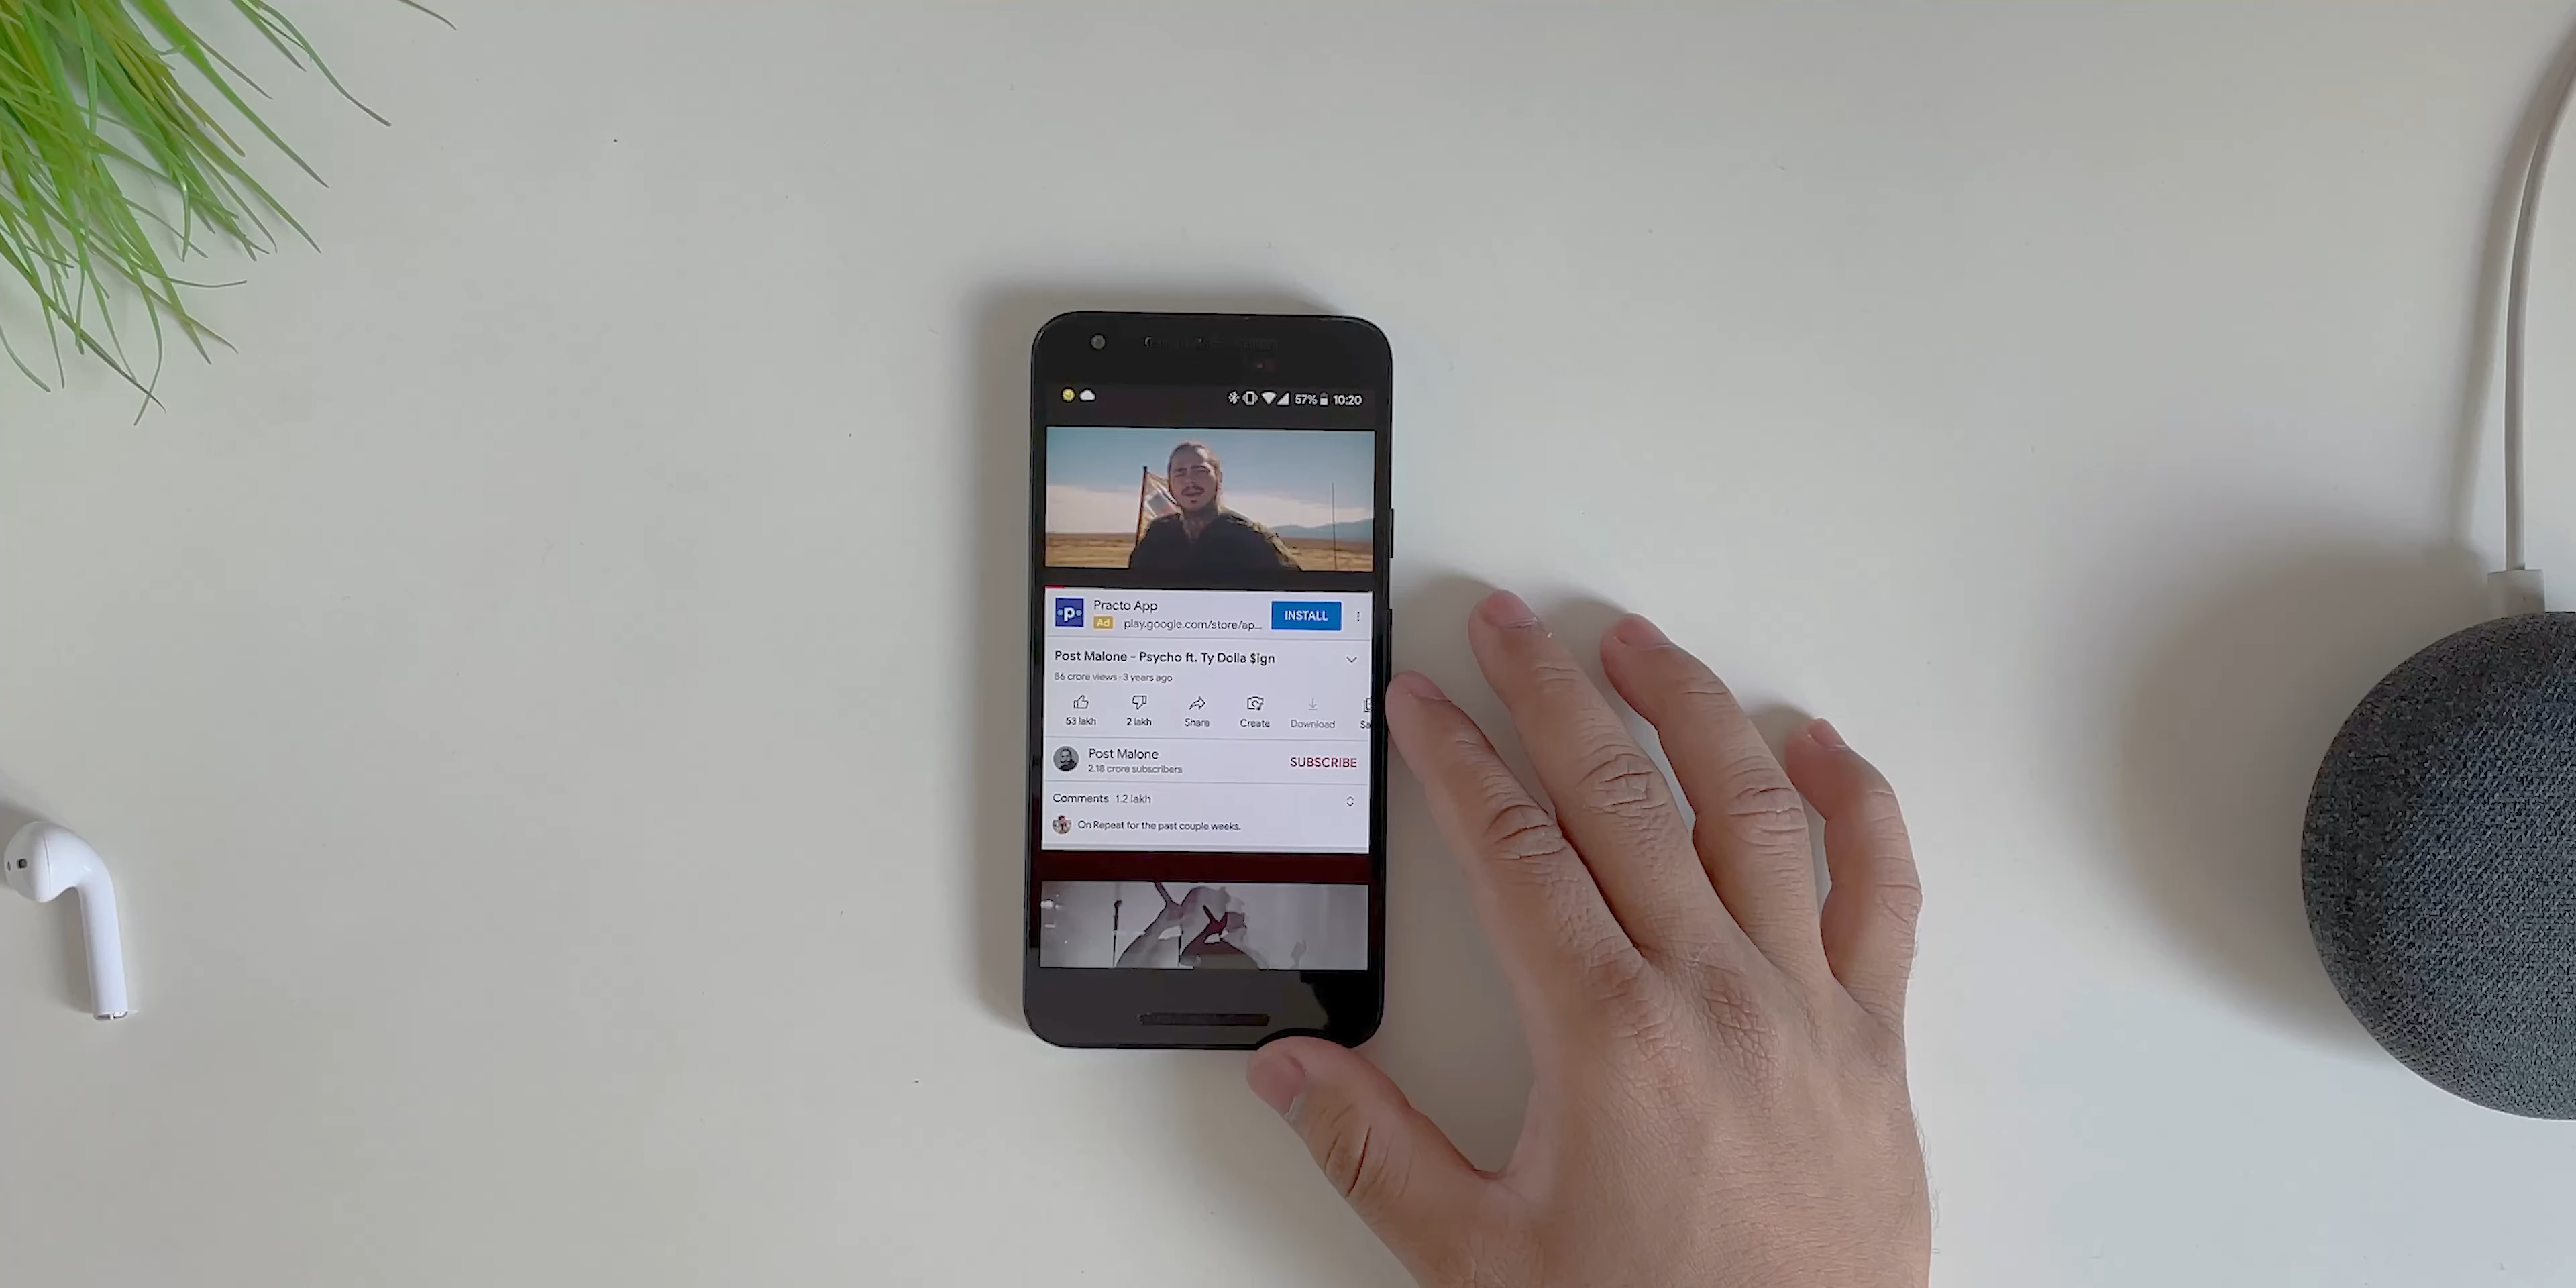 57% 10:20
p
Practo App
INSTALL
Ad play.google.com/store/ap...
Post Malone - Psycho ft. Ty Dolla $ign
86 crore views · 3 years ago
53 lakh 2 lakh Share Create Download Sa
Post Malone
SUBSCRIBE
2.18 crore subscribers
Comments 1.2 lakh
On Repeat for the past couple weeks.